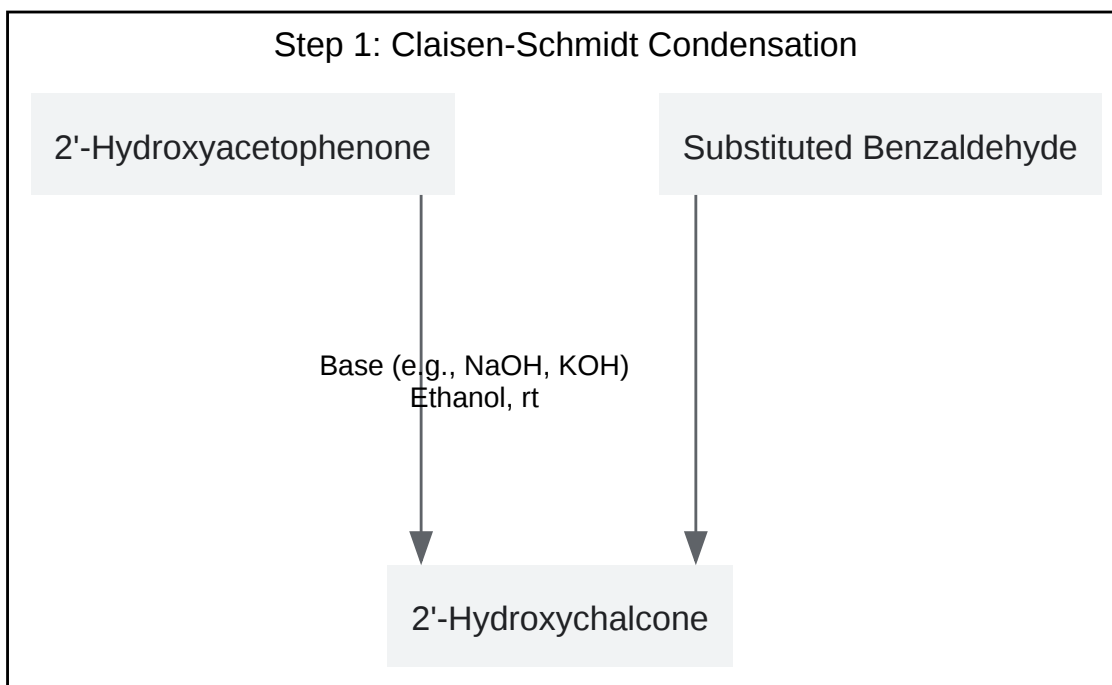 Step 1: Claisen-Schmidt Condensation
2'-Hydroxyacetophenone
Substituted Benzaldehyde
Base (e.g., NaOH, KOH)
Ethanol, rt
2'-Hydroxychalcone